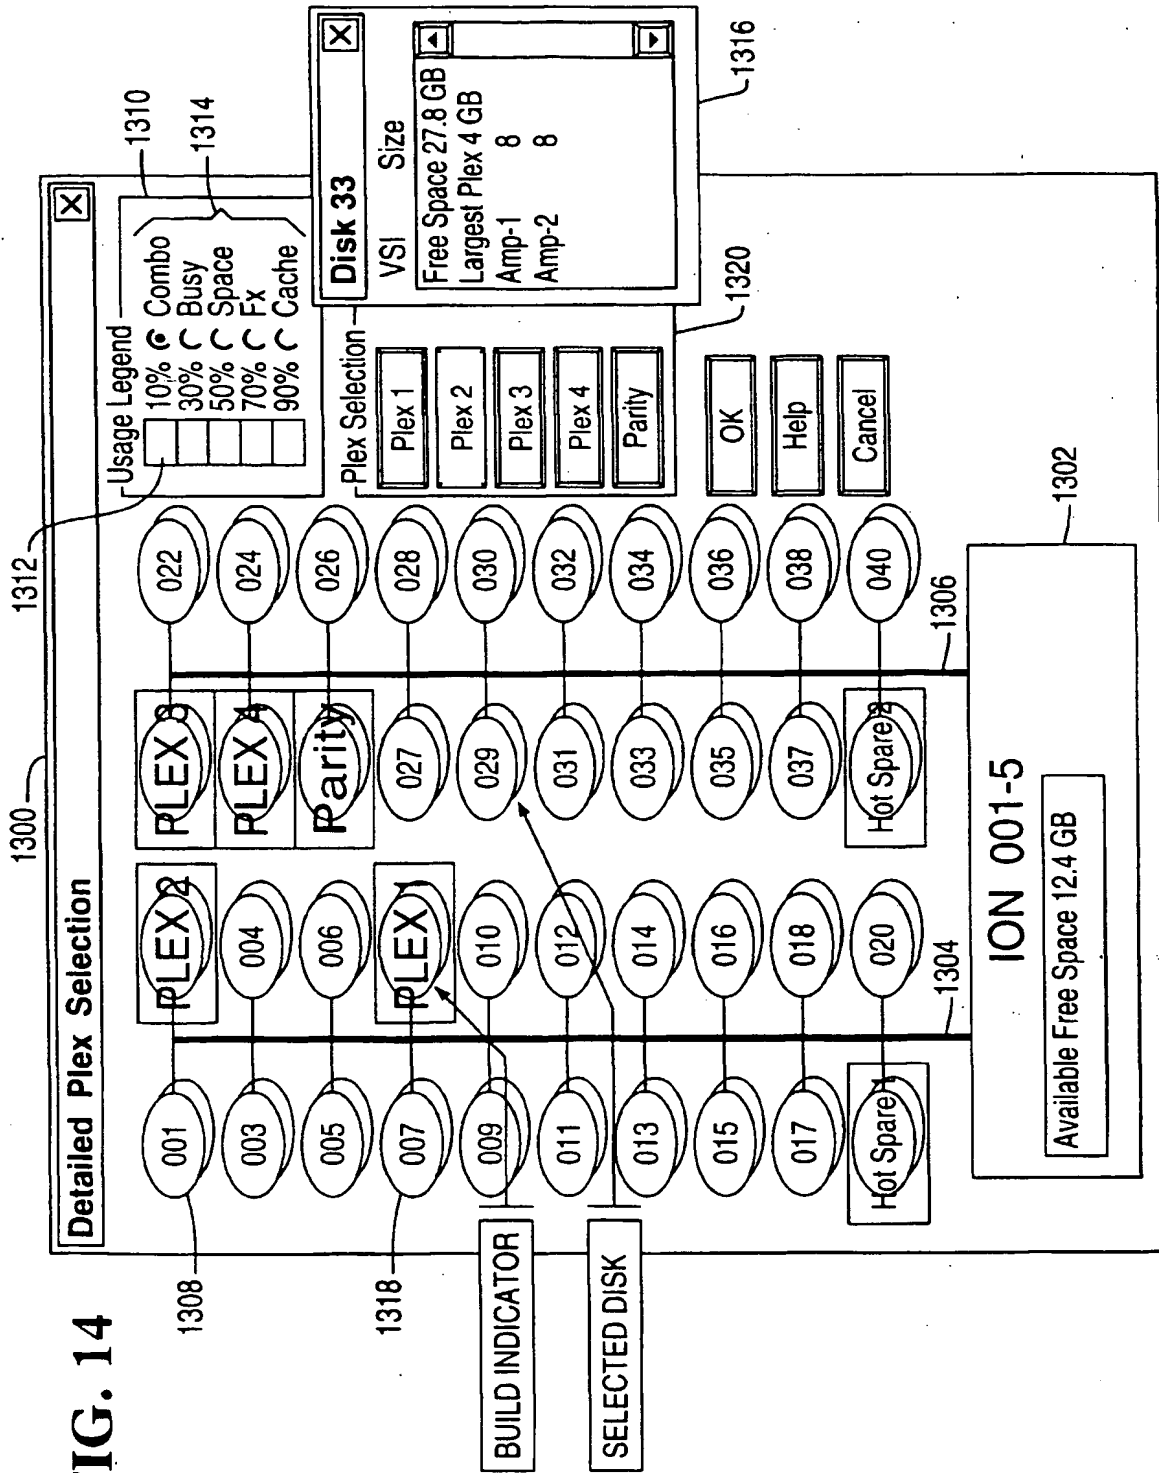 FIG. 14
1300
1312
Detailed Plex Selection
1310
1314
Usage Legend
10% Combo
30% Busy
50% Space
70% Fx
90% Cache
Disk 33
VSI Size
Free Space 27.8 GB
Largest Plex 4 GB
Amp-1 8
Amp-2 8
1316
Plex Selection
Plex 1
Plex 2
Plex 3
Plex 4
Parity
1320
OK
Help
Cancel
1308
001 PLEX 2 PLEX 3 022
003 004 PLEX 4 024
005 006 Parity 026
1318
007 PLEX 1 027 028
009 010 029 030
011 012 031 032
013 014 033 034
015 016 035 036
017 018 037 038
Hot Spare 1 020 Hot Spare 2 040
BUILD INDICATOR
SELECTED DISK
1304
1306
1302
ION 001-5
Available Free Space 12.4 GB